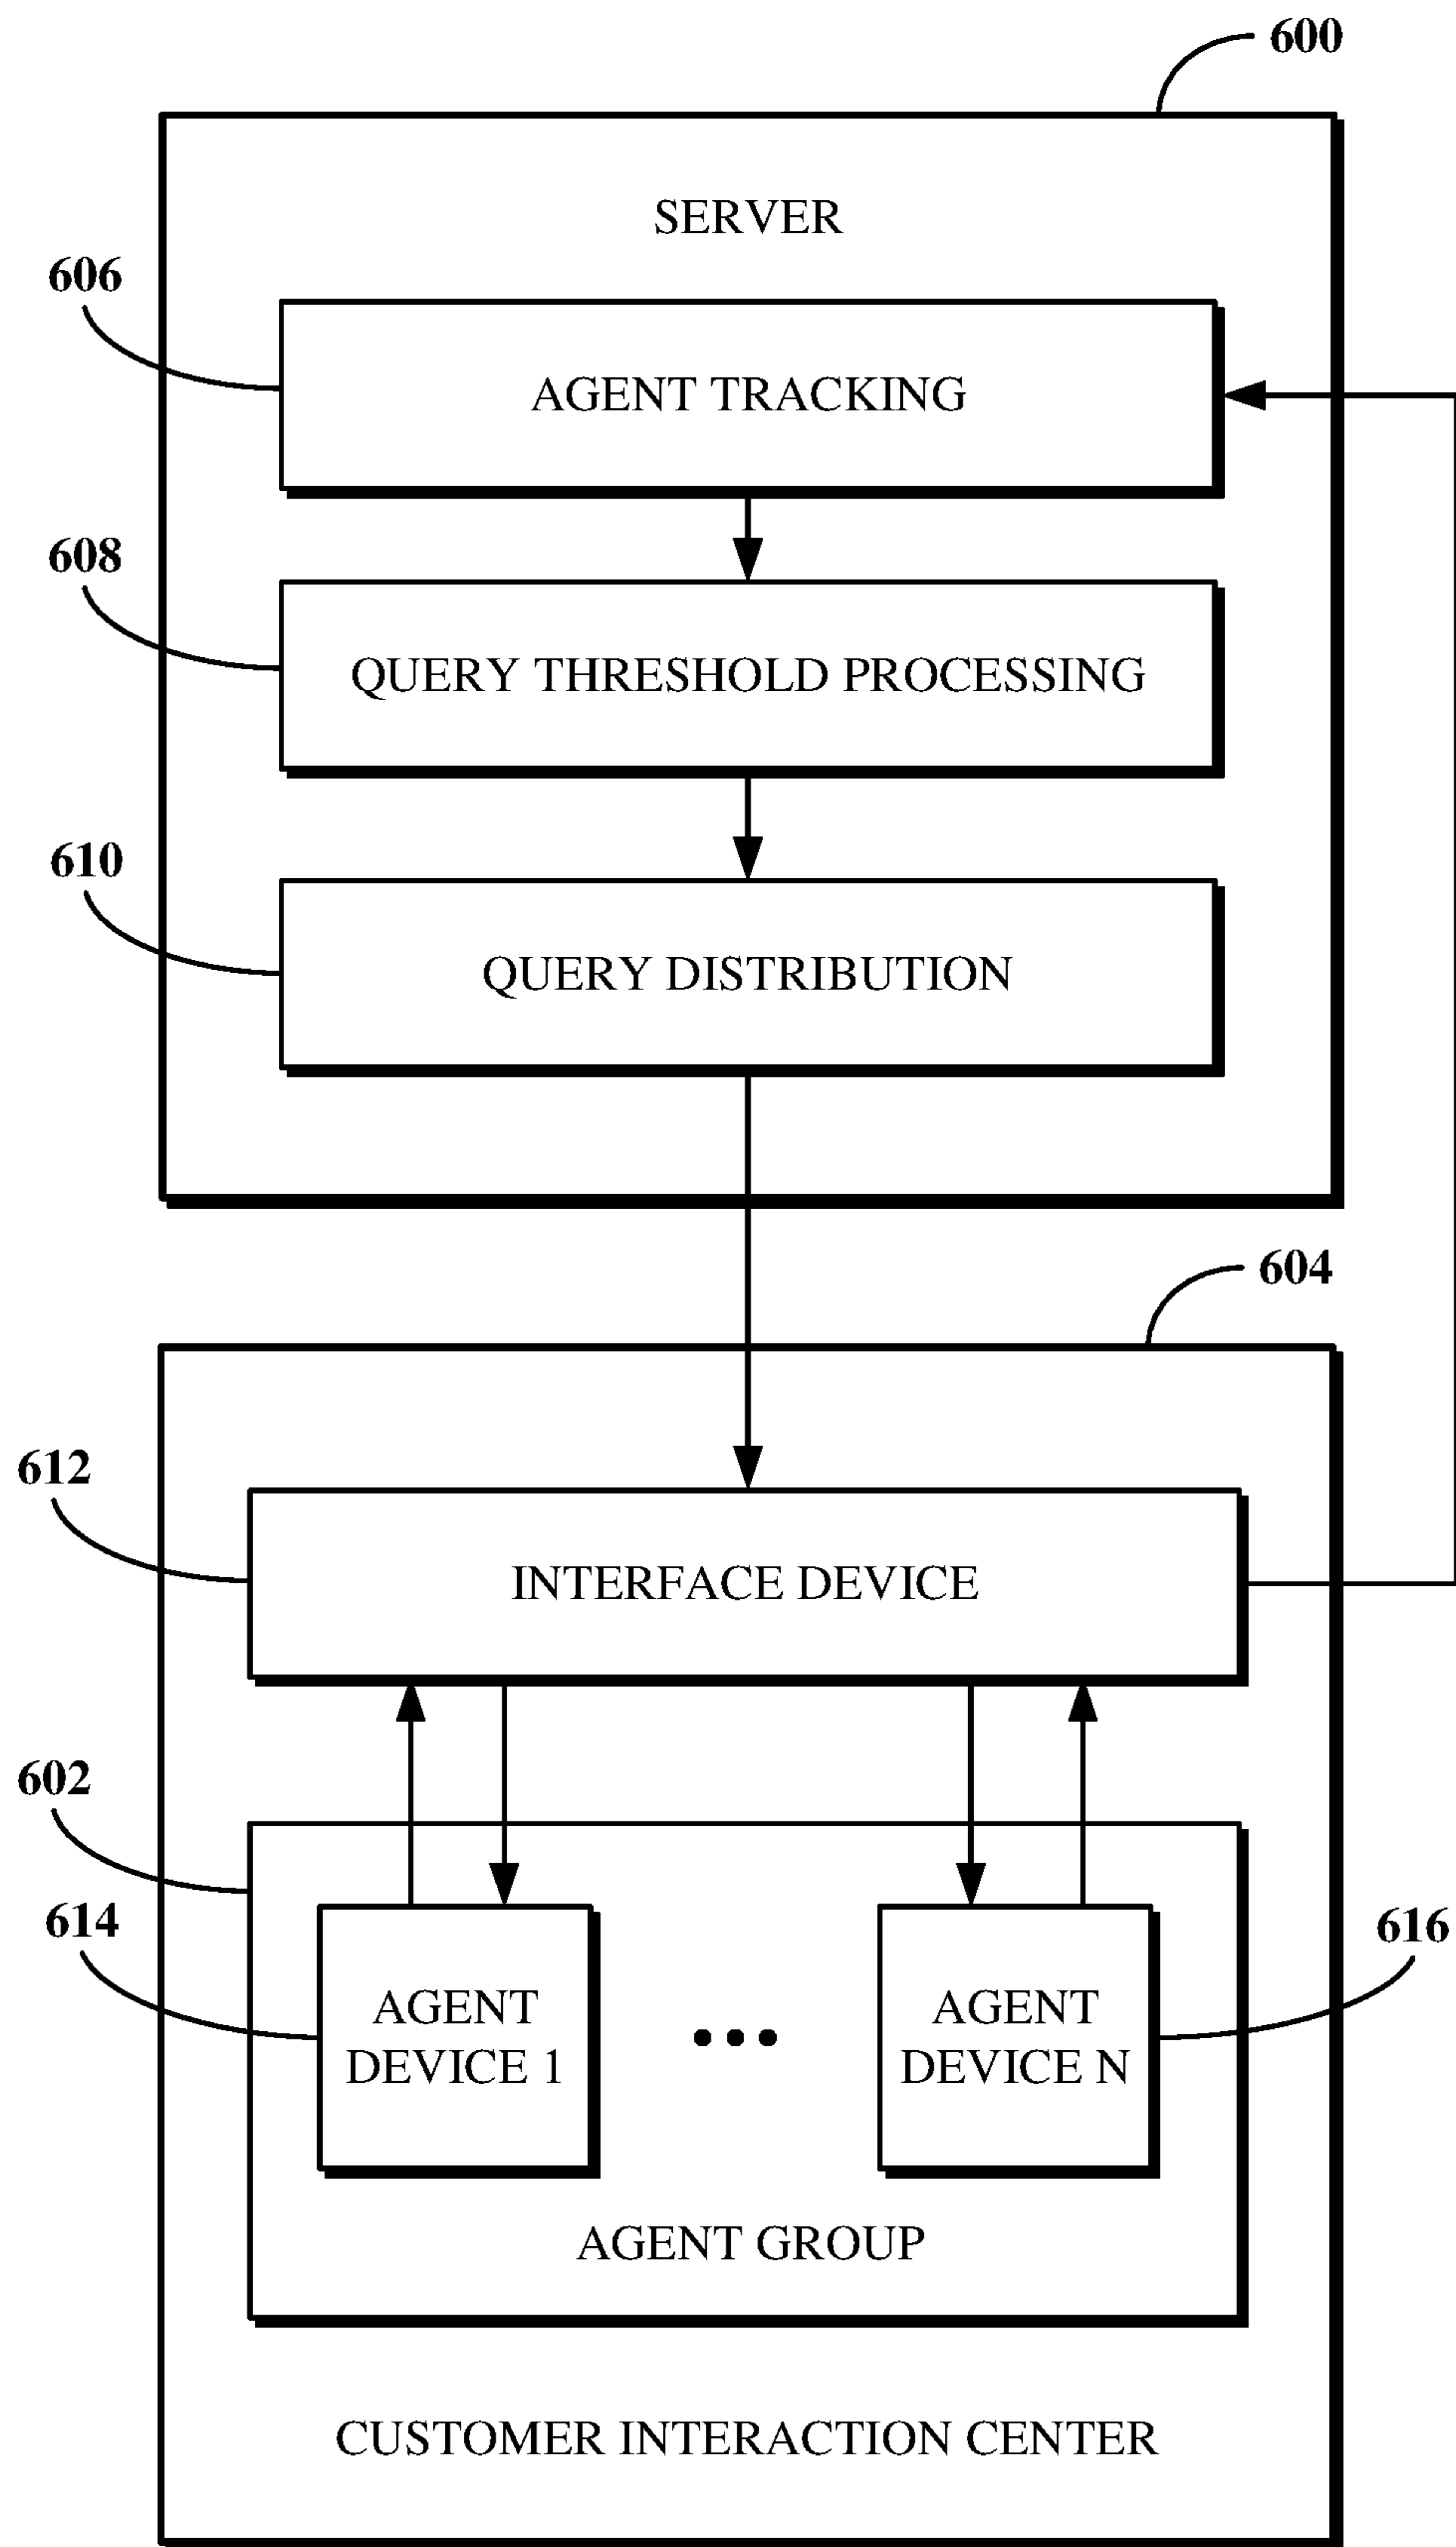 600
SERVER
606
AGENT TRACKING
608
QUERY THRESHOLD PROCESSING
610
QUERY DISTRIBUTION
604
612
INTERFACE DEVICE
602
614
616
AGENT
DEVICE 1
AGENT
DEVICE N
AGENT GROUP
CUSTOMER INTERACTION CENTER